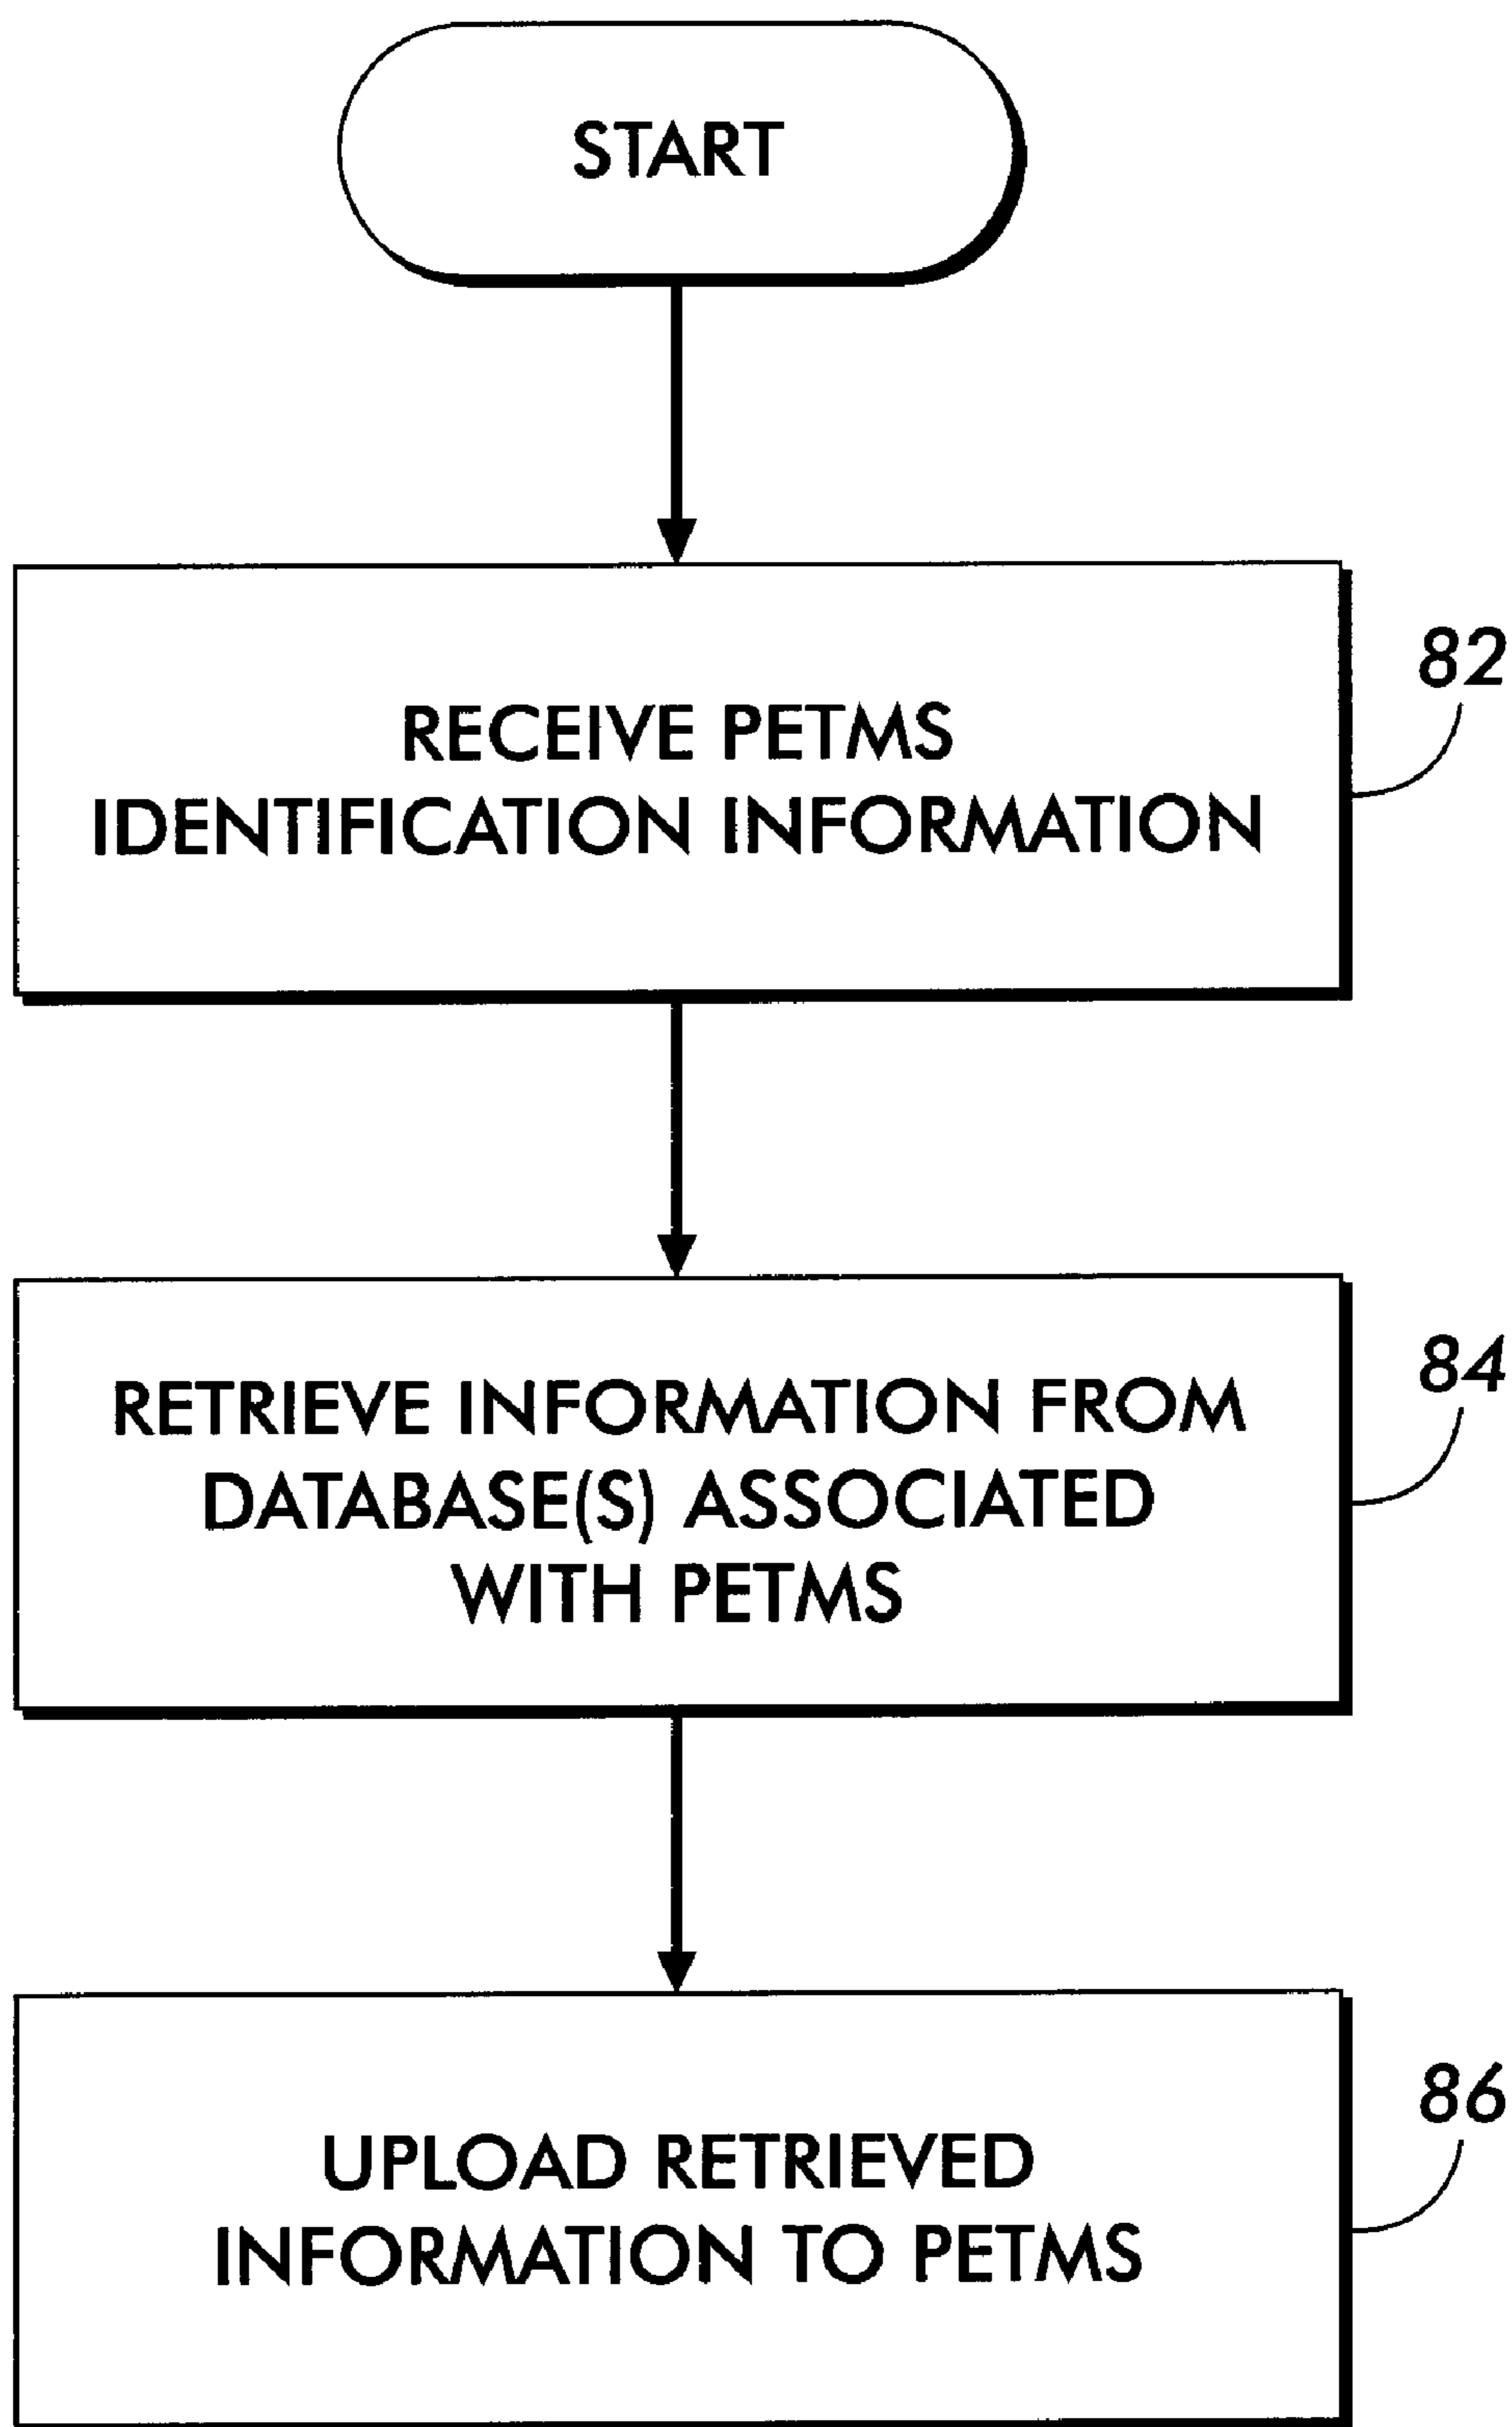 START
RECEIVE PETMS
IDENTIFICATION INFORMATION
82
RETRIEVE INFORMATION FROM
DATABASE(S) ASSOCIATED
WITH PETMS
84
UPLOAD RETRIEVED
INFORMATION TO PETMS
86